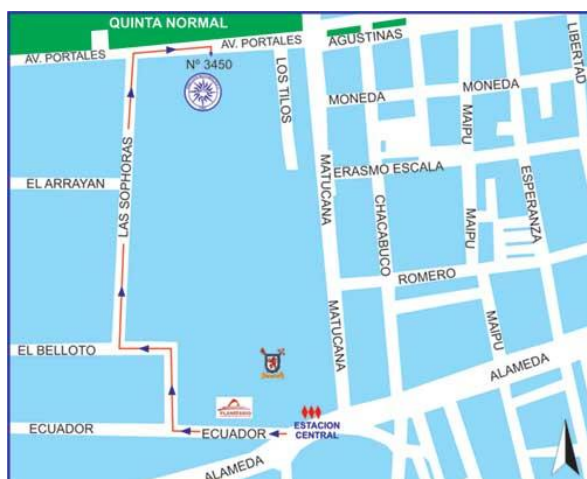 QUINTA NORMAL
AV. PORTALES
AV. PORTALES
AGUSTINAS
LIBERTAD
Nº 3450
LOS TILOS
MONEDA
MONEDA
MAIPU
LAS SOPHORAS
MATUCANA
ERASMO ESCALA
ESPERANZA
EL ARRAYAN
CHACABUCO
MAIPU
ROMERO
MATUCANA
MAIPU
EL BELLOTO
ALAMEDA
PLANETARIO
ECUADOR
ECUADOR
ESTACION
CENTRAL
ALAMEDA